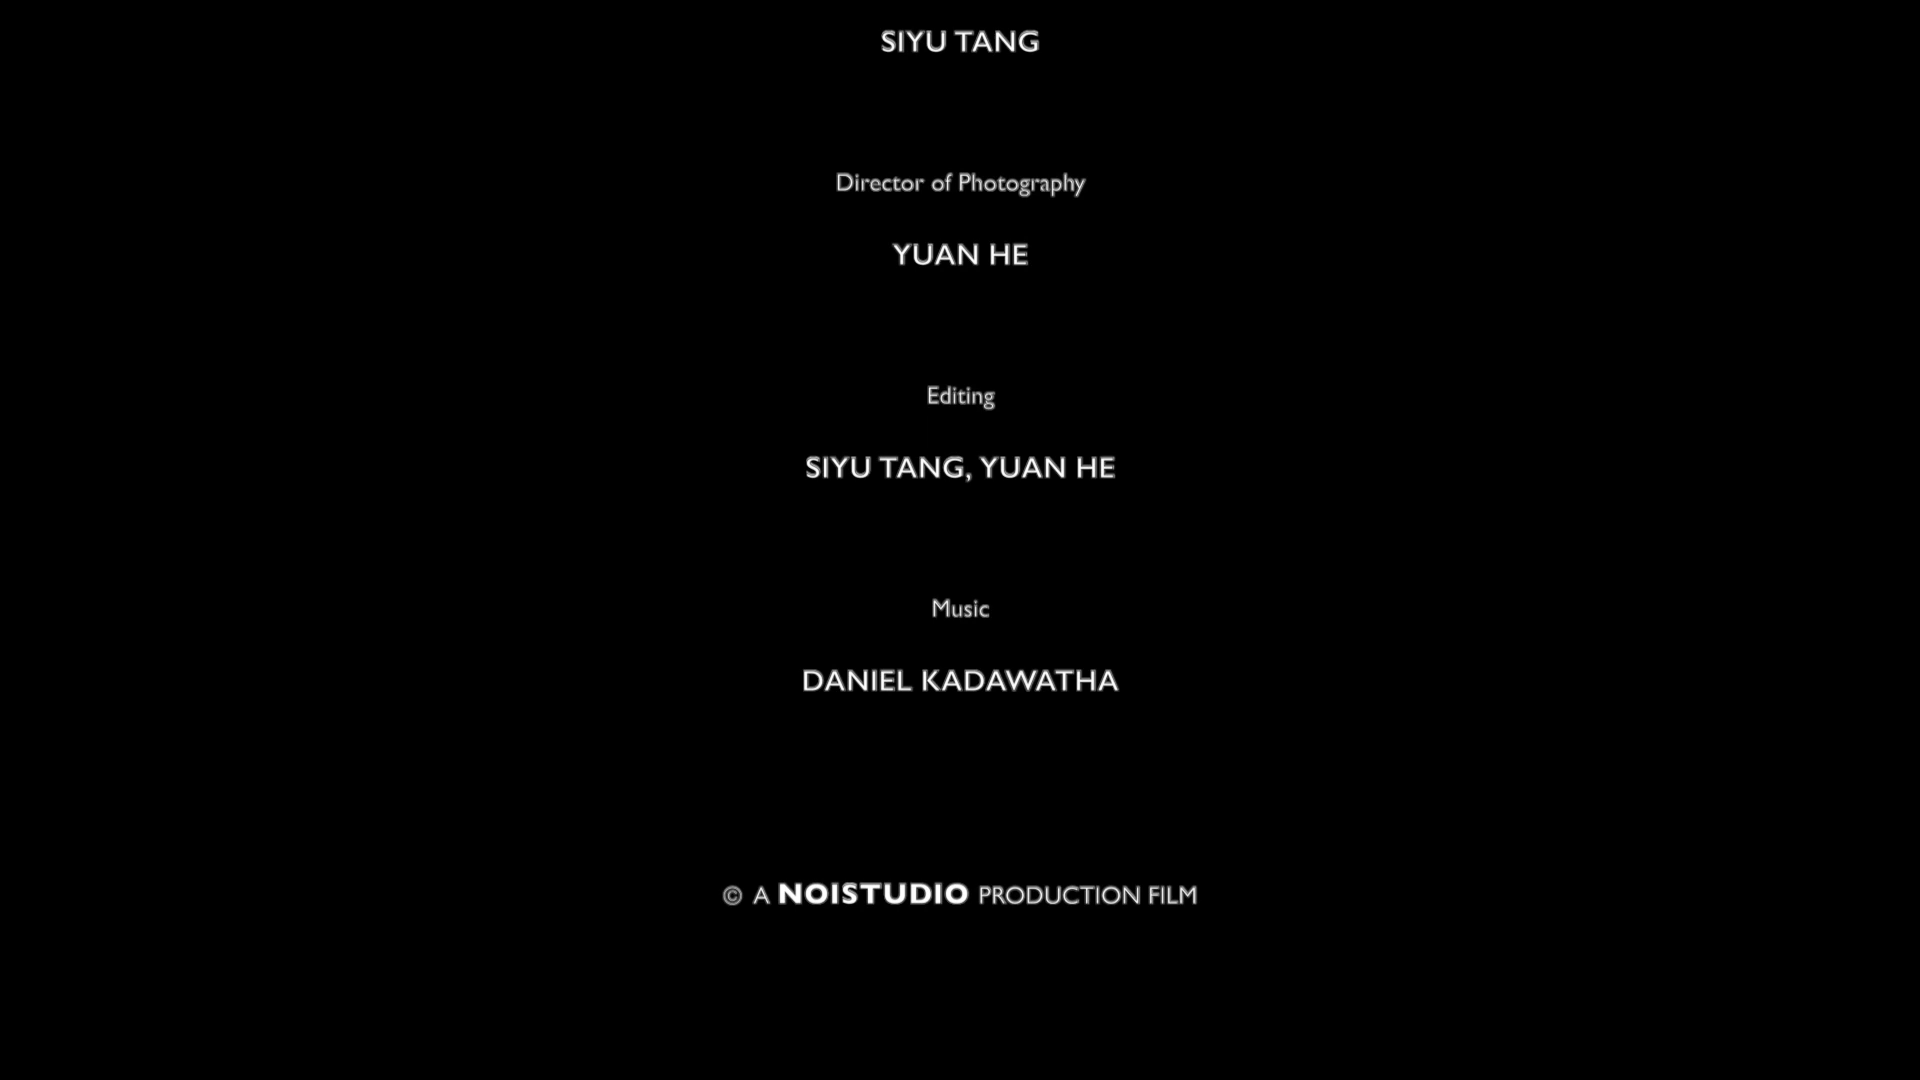 SIYU TANG
Director of Photography
YUAN HE
Editing
SIYU TANG, YUAN HE
Music
DANIEL KADAWATHA
© A NOISTUDIO PRODUCTION FILM